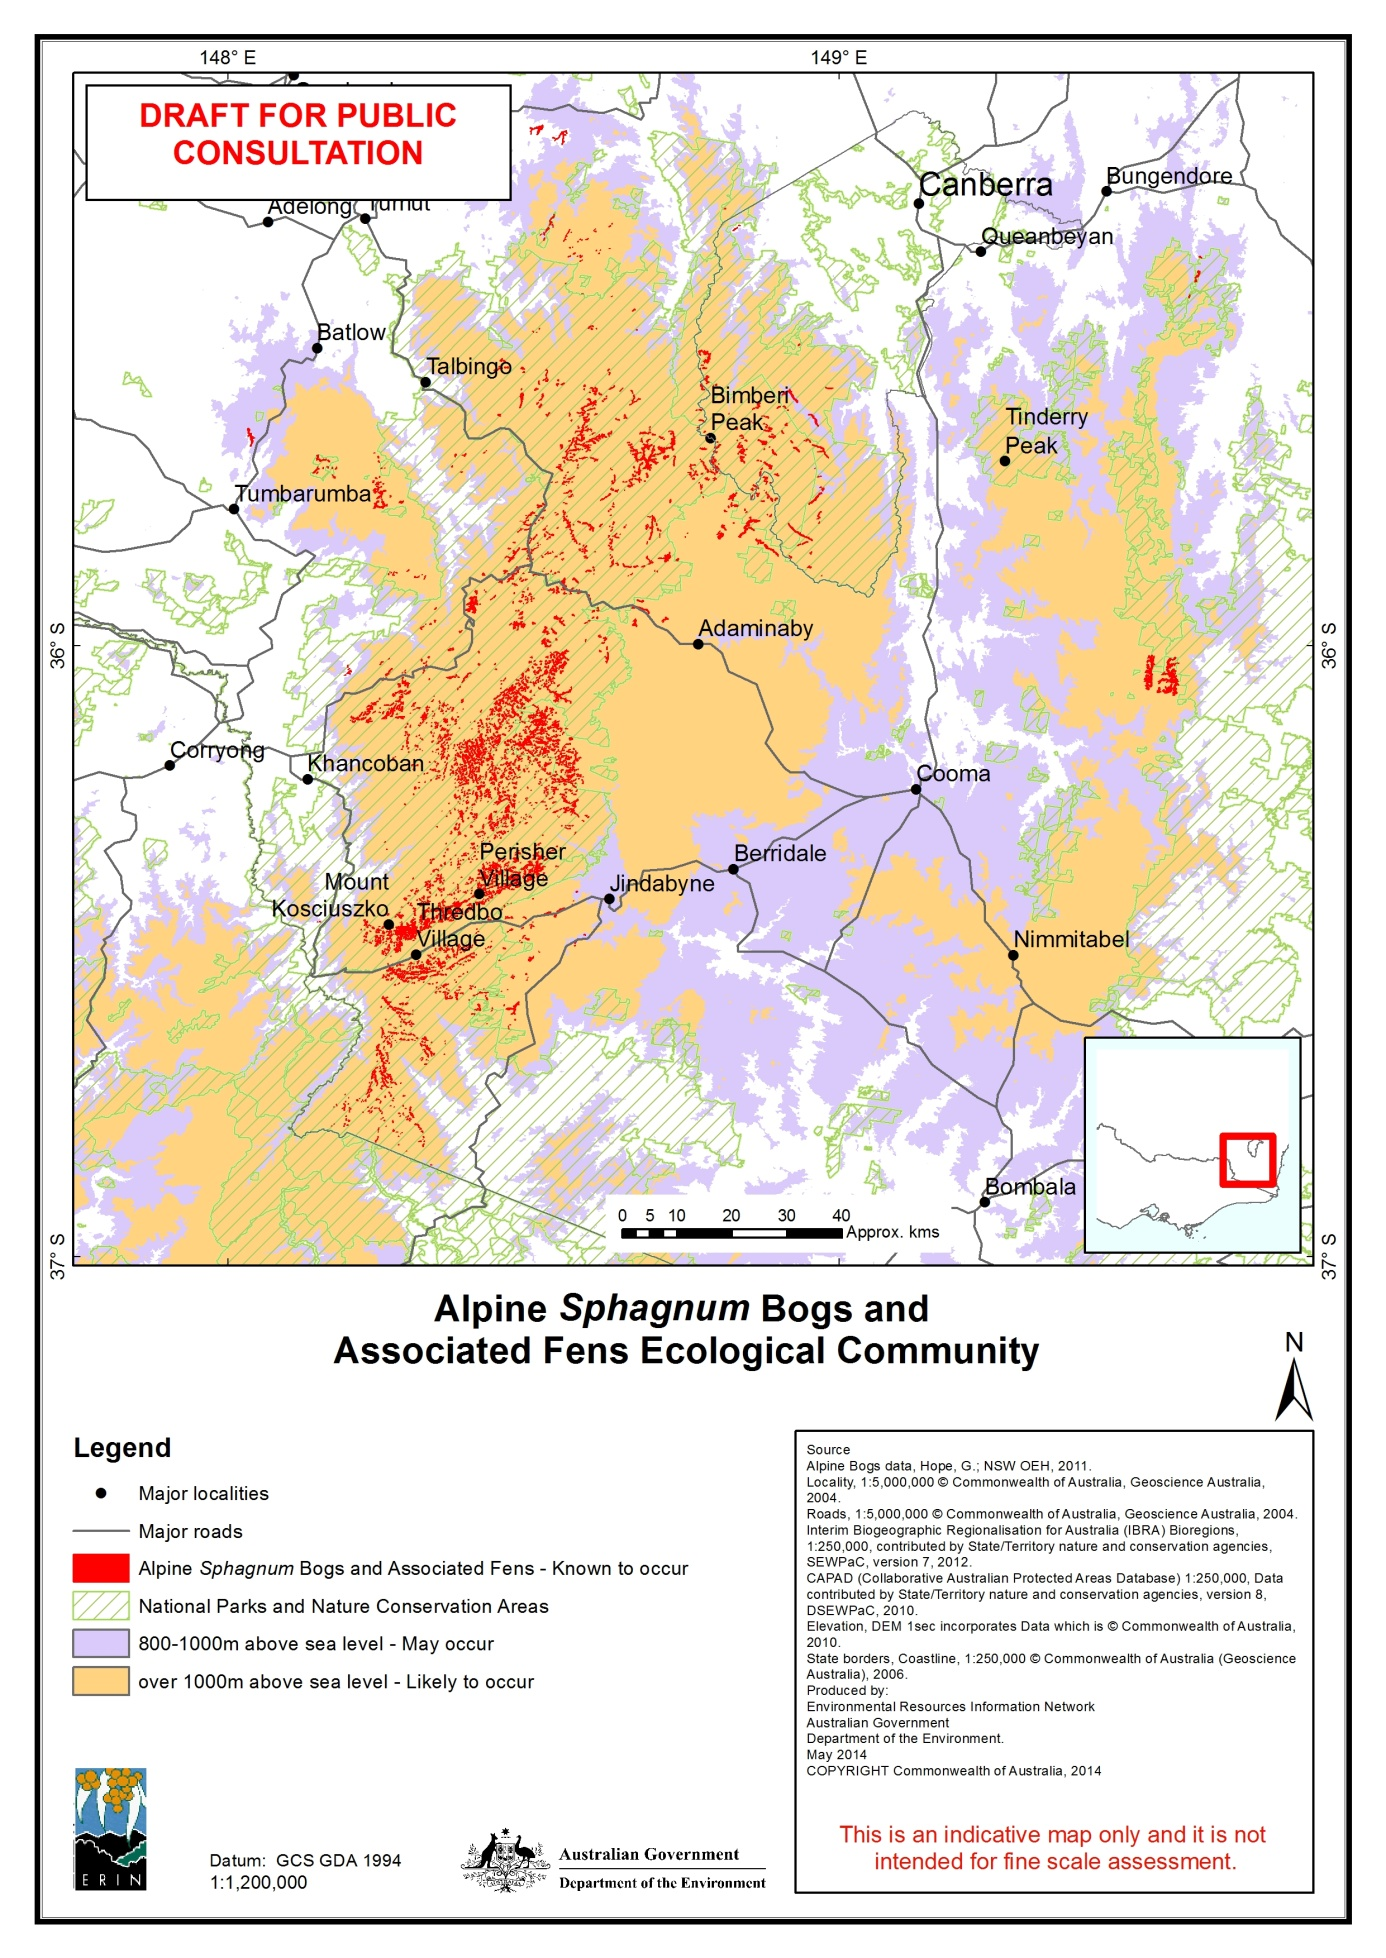 148° E
149° E
DRAFT FOR PUBLIC
CONSULTATION
Adelong
Tumut
Canberra
Bungendore
Queanbeyan
Batlow
Talbingo
Bimberi
Peak
Tinderry
Peak
Tumbarumba
36° S
36° S
Adaminaby
Corryong
Khancoban
Cooma
Perisher
Village
Berridale
Mount
Kosciuszko
Jindabyne
Thredbo
Village
Nimmitabel
Bombala
0 5 10 20 30 40
Approx. kms
37° S
37° S
Alpine Sphagnum Bogs and
Associated Fens Ecological Community
N
Legend
Major localities
Major roads
Alpine Sphagnum Bogs and Associated Fens - Known to occur
National Parks and Nature Conservation Areas
800-1000m above sea level - May occur
over 1000m above sea level - Likely to occur
Source
Alpine Bogs data, Hope, G.; NSW OEH, 2011.
Locality, 1:5,000,000 © Commonwealth of Australia, Geoscience Australia,
2004.
Roads, 1:5,000,000 © Commonwealth of Australia, Geoscience Australia, 2004.
Interim Biogeographic Regionalisation for Australia (IBRA) Bioregions,
1:250,000, contributed by State/Territory nature and conservation agencies,
SEWPaC, version 7, 2012.
CAPAD (Collaborative Australian Protected Areas Database) 1:250,000, Data
contributed by State/Territory nature and conservation agencies, version 8,
DSEWPaC, 2010.
Elevation, DEM 1sec incorporates Data which is © Commonwealth of Australia,
2010.
State borders, Coastline, 1:250,000 © Commonwealth of Australia (Geoscience
Australia), 2006.
Produced by:
Environmental Resources Information Network
Australian Government
Department of the Environment.
May 2014
COPYRIGHT Commonwealth of Australia, 2014
This is an indicative map only and it is not
intended for fine scale assessment.
ERIN
Datum: GCS GDA 1994
1:1,200,000
Australian Government
Department of the Environment